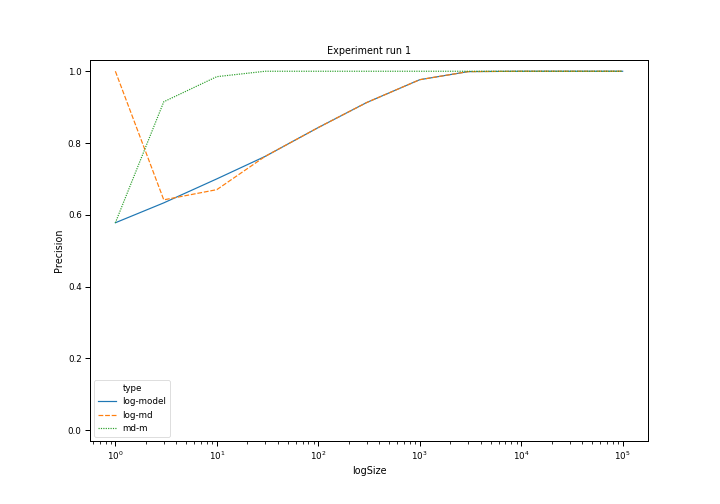 Experiment run 1
1.0
0.8
0.6
0.4
0.2
0.0
Precision
type
log-model
log-md
md-m
10⁰ 10¹ 10² 10³ 10⁴ 10⁵
logSize